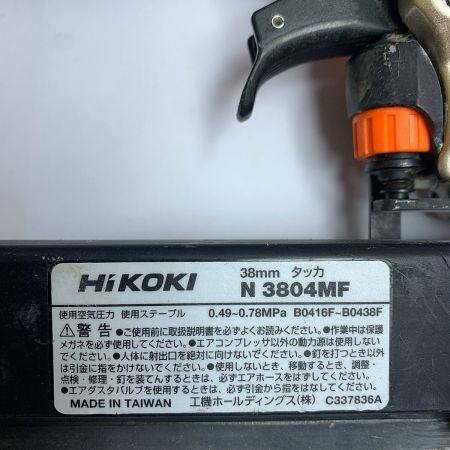 HiKOKI
38mm タッカ
N 3804MF
使用空気圧力 使用ステープル 0.49~0.78MPa B0416F~B0438F
⚠警告 ●ご使用前に取扱説明書を必ずよくお読みください。●作業中は保護
メガネを必ず使用してください。●エアコンプレッサ以外の動力源は使用しない
でください。●人体に射出口を絶対に向けないでください。●釘を打つとき以外
は引金に指をかけないでください。●使用しないとき、移動するとき、調整・
点検・修理・釘を装てんするときは、必ずエアホースをはずしてください。
●エアダスタバルブを使用するときは、必ず引金から指をはなしてください。
MADE IN TAIWAN 工機ホールディングス(株) C337836A